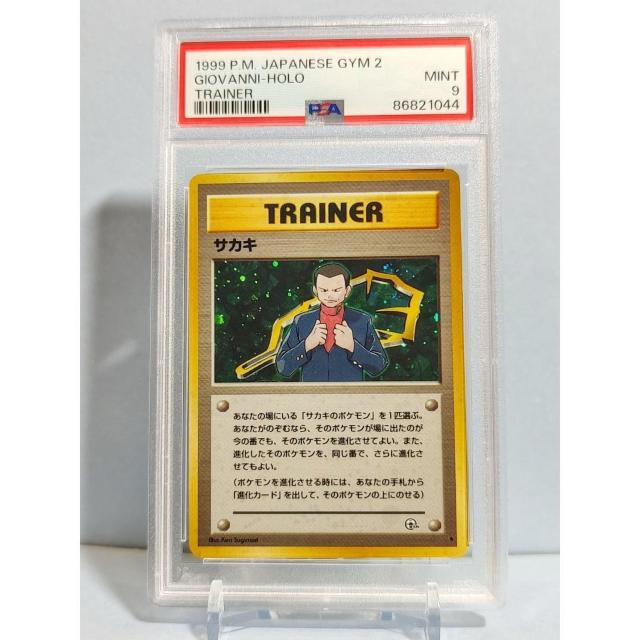 1999 P.M. JAPANESE GYM 2
GIOVANNI-HOLO MINT
TRAINER 9
PSA 86821044
TRAINER
サカキ
あなたの場にいる「サカキのポケモン」を1匹選ぶ。
あなたがのぞむなら、そのポケモンが場に出たのが
今の番でも、そのポケモンを進化させてよい。また、
進化したそのポケモンを、同じ番で、さらに進化さ
せてもよい。
(ポケモンを進化させる時には、あなたの手札から
「進化カード」を出して、そのポケモンの上にのせる)
Illus. Ken Sugimori